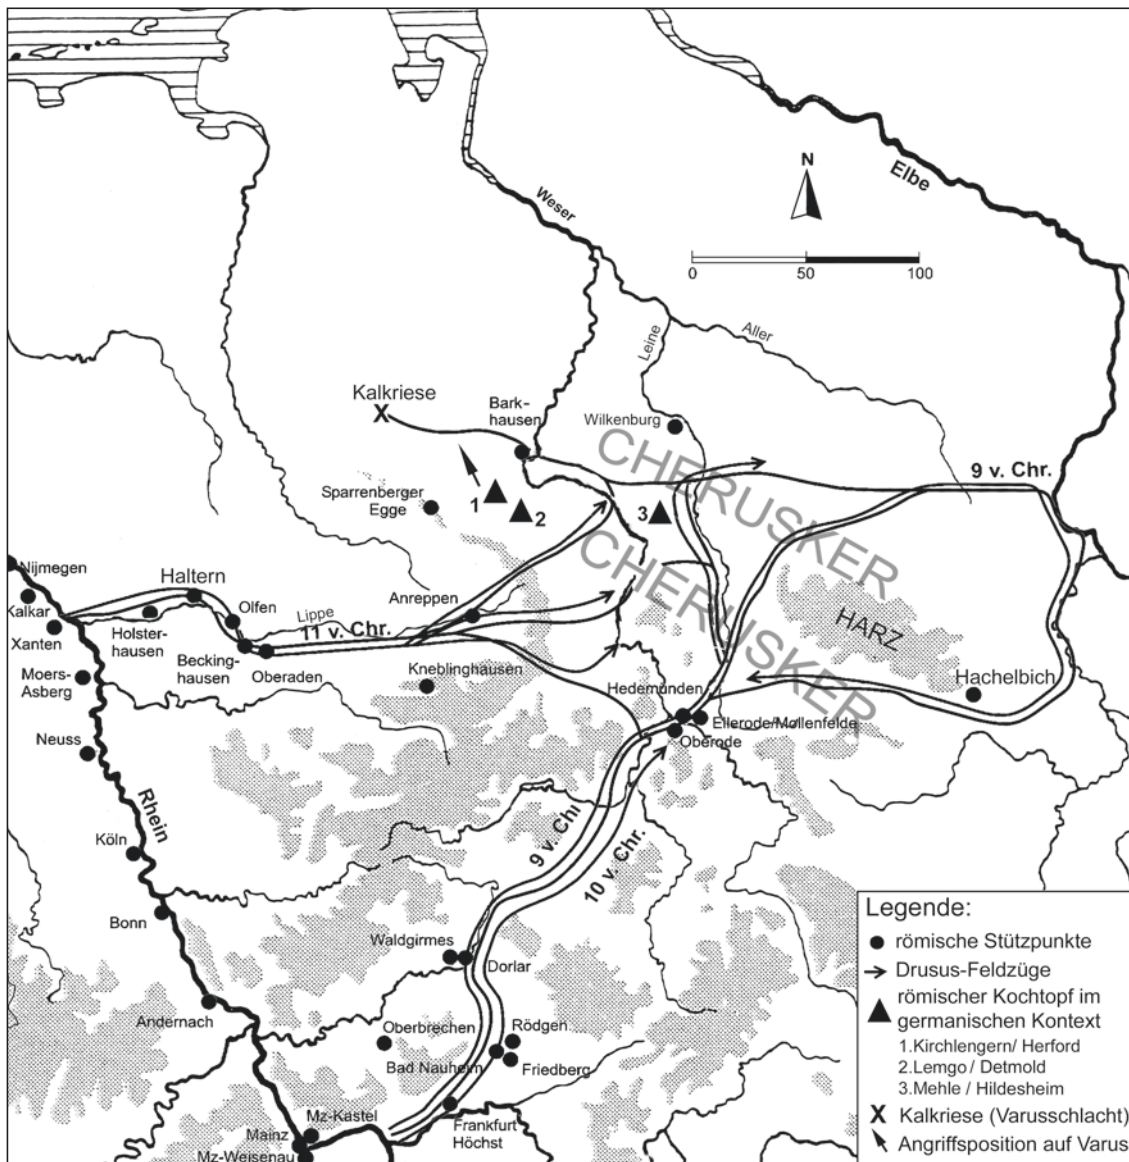 N
Elbe
Weser
0 50 100
Leine
Aller
Kalkriese
X
Bark-
hausen
Wilkenburg
CHERUSKER
9 v. Chr.
Sparrenberger
Egge
1
2
3
CHERUSKER
Nijmegen
Haltern
Kalkar
Xanten
Holster-
hausen
Olfen
Lippe
11 v. Chr.
Anreppen
HARZ
Moers-
Asberg
Becking-
hausen
Oberaden
Kneblinghausen
Hedemünden
Hachelbich
Ellerode/Mollenfelde
Oberode
Neuss
Rhein
9 v. Chr
10 v. Chr.
Köln
Bonn
Waldgirmes
Dorlar
Andernach
Oberbrechen
Rödgen
Bad Nauheim
Friedberg
Mz-Kastel
Frankfurt
Höchst
Mainz
Mz-Weisenau
Legende:
römische Stützpunkte
Drusus-Feldzüge
römischer Kochtopf im
germanischen Kontext
1.Kirchlengern/ Herford
2.Lemgo / Detmold
3.Mehle / Hildesheim
X Kalkriese (Varusschlacht)
Angriffsposition auf Varus